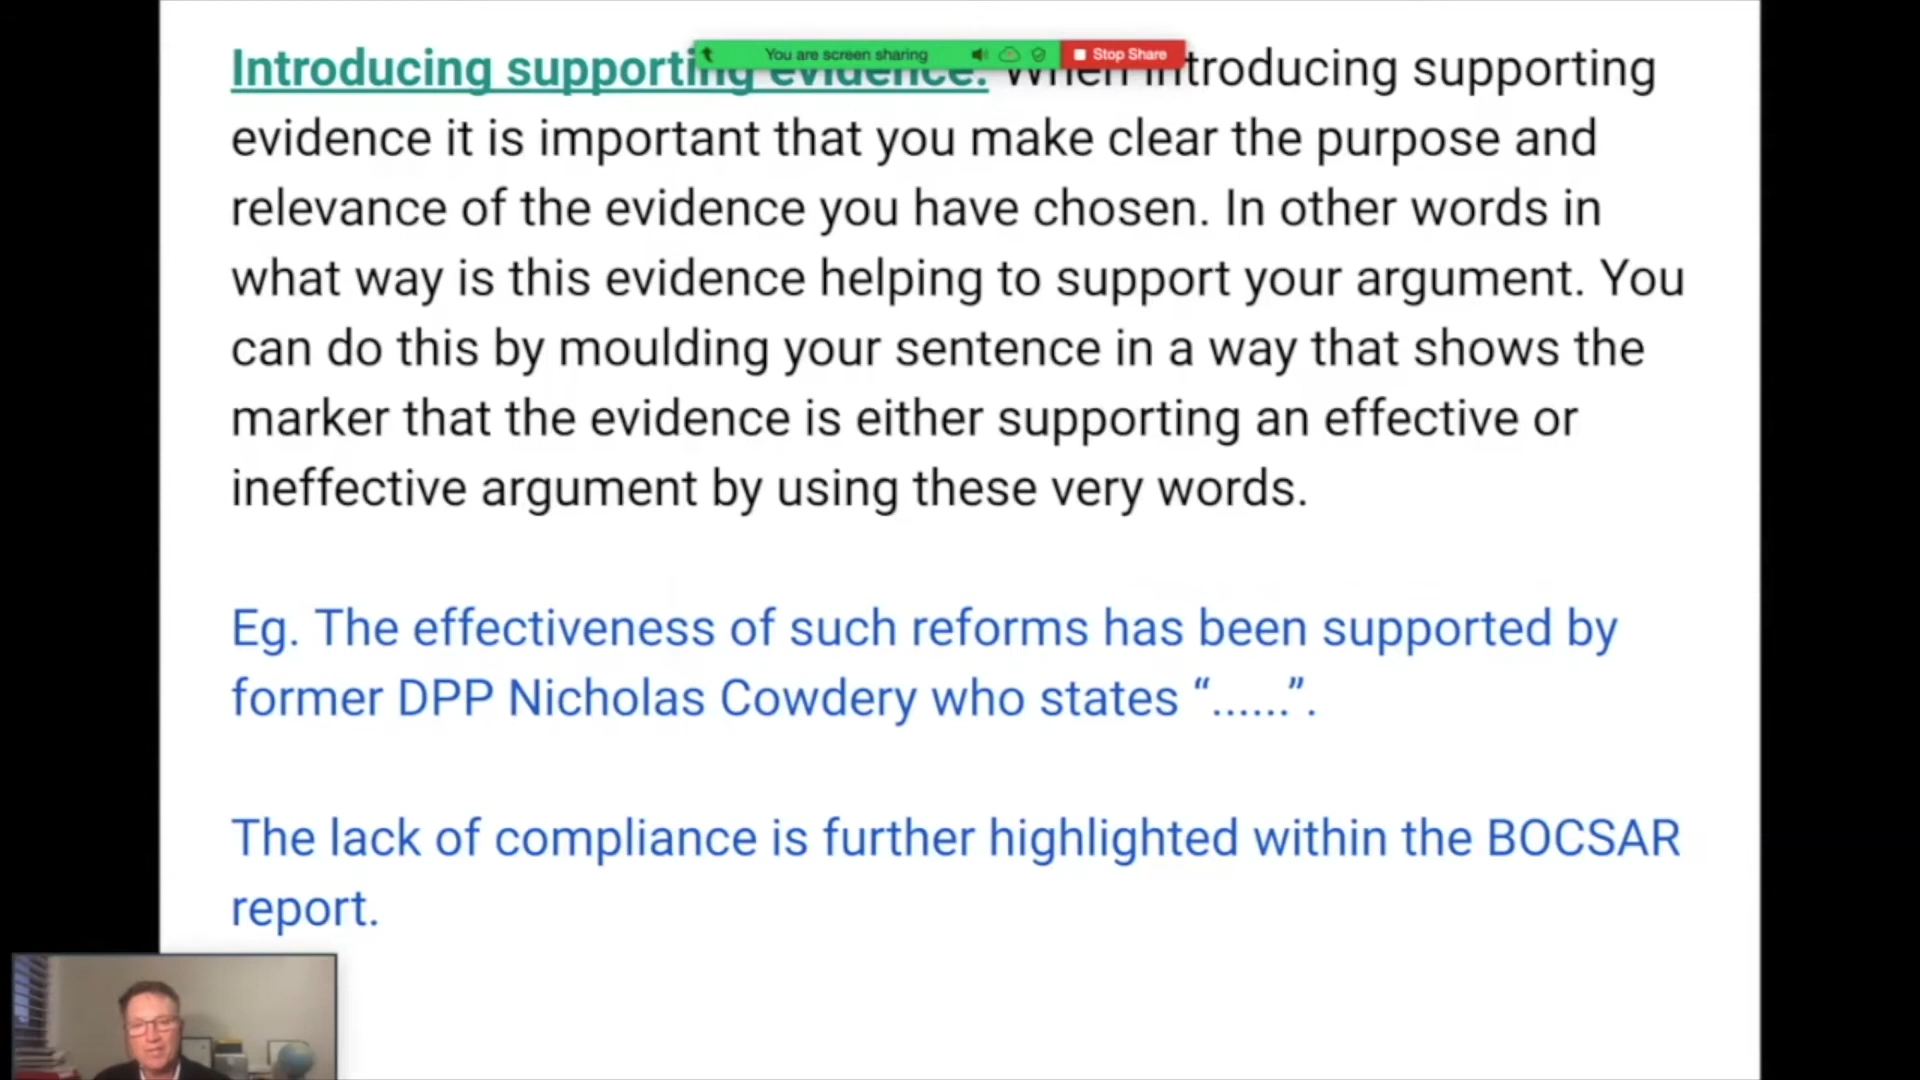 You are screen sharing Stop Share
Introducing supporting evidence: When introducing supporting
evidence it is important that you make clear the purpose and
relevance of the evidence you have chosen. In other words in
what way is this evidence helping to support your argument. You
can do this by moulding your sentence in a way that shows the
marker that the evidence is either supporting an effective or
ineffective argument by using these very words.
Eg. The effectiveness of such reforms has been supported by
former DPP Nicholas Cowdery who states “......”.
The lack of compliance is further highlighted within the BOCSAR
report.